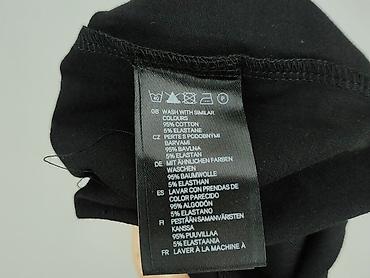 GB WASH WITH SIMILAR
COLOURS
95% COTTON
5% ELASTANE
CZ PERTE S PODOBNÝMI
BARVAMI
95% BAVLNA
5% ELASTAN
DE MIT ÄHNLICHEN FARBEN
WASCHEN
95% BAUMWOLLE
5% ELASTHAN
ES LAVAR CON PRENDAS DE
COLOR PARECIDO
95% ALGODÓN
5% ELASTANO
FI PESTÄÄN SAMANVÄRISTEN
KANSSA
95% PUUVILLAA
5% ELASTAANIA
FR LAVER À LA MACHINE À